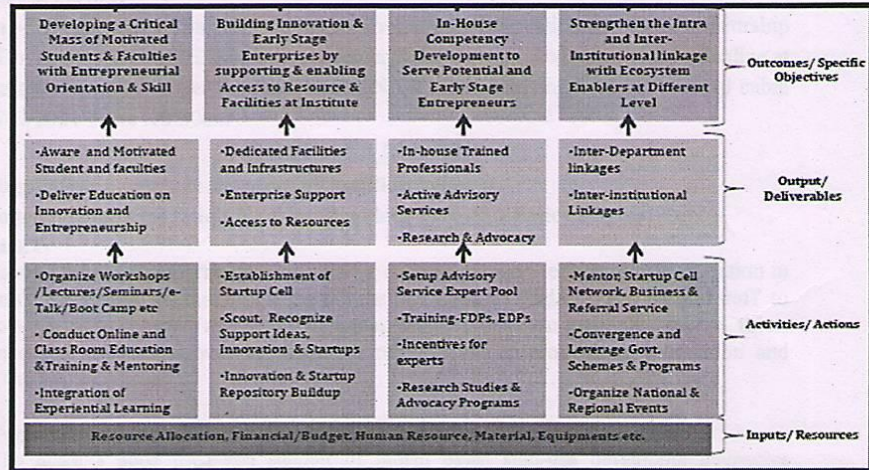 Developing a Critical
Mass of Motivated
Students & Faculties
with Entrepreneurial
Orientation & Skill
Building Innovation &
Early Stage
Enterprises by
supporting & enabling
Access to Resource &
Facilities at Institute
In-House
Competency
Development to
Serve Potential and
Early Stage
Entrepreneurs
Strengthen the Intra
and Inter-
Institutional linkage
with Ecosystem
Enablers at Different
Level
Outcomes/ Specific
Objectives
•Aware and Motivated
Student and faculties
•Deliver Education on
Innovation and
Entrepreneurship
•Dedicated Facilities
and Infrastructures
•Enterprise Support
•Access to Resources
•In-house Trained
Professionals
•Active Advisory
Services
•Research & Advocacy
•Inter-Department
linkages
•Inter-institutional
Linkages
Output/
Deliverables
•Organize Workshops
/Lectures/Seminars/e-
Talk/Boot Camp etc
• Conduct Online and
Class Room Education
&Training & Mentoring
•Integration of
Experiential Learning
•Establishment of
Startup Cell
•Scout, Recognize
Support Ideas,
Innovation & Startups
•Innovation & Startup
Repository Buildup
•Setup Advisory
Service Expert Pool
•Training-FDPs, EDPs
•Incentives for
experts
•Research Studies &
Advocacy Programs
•Mentor, Startup Cell
Network, Business &
Referral Service
•Convergence and
Leverage Govt.
Schemes & Programs
•Organize National &
Regional Events
Activities/ Actions
Resource Allocation, Financial/Budget, Human Resource, Material, Equipments etc.
Inputs/ Resources